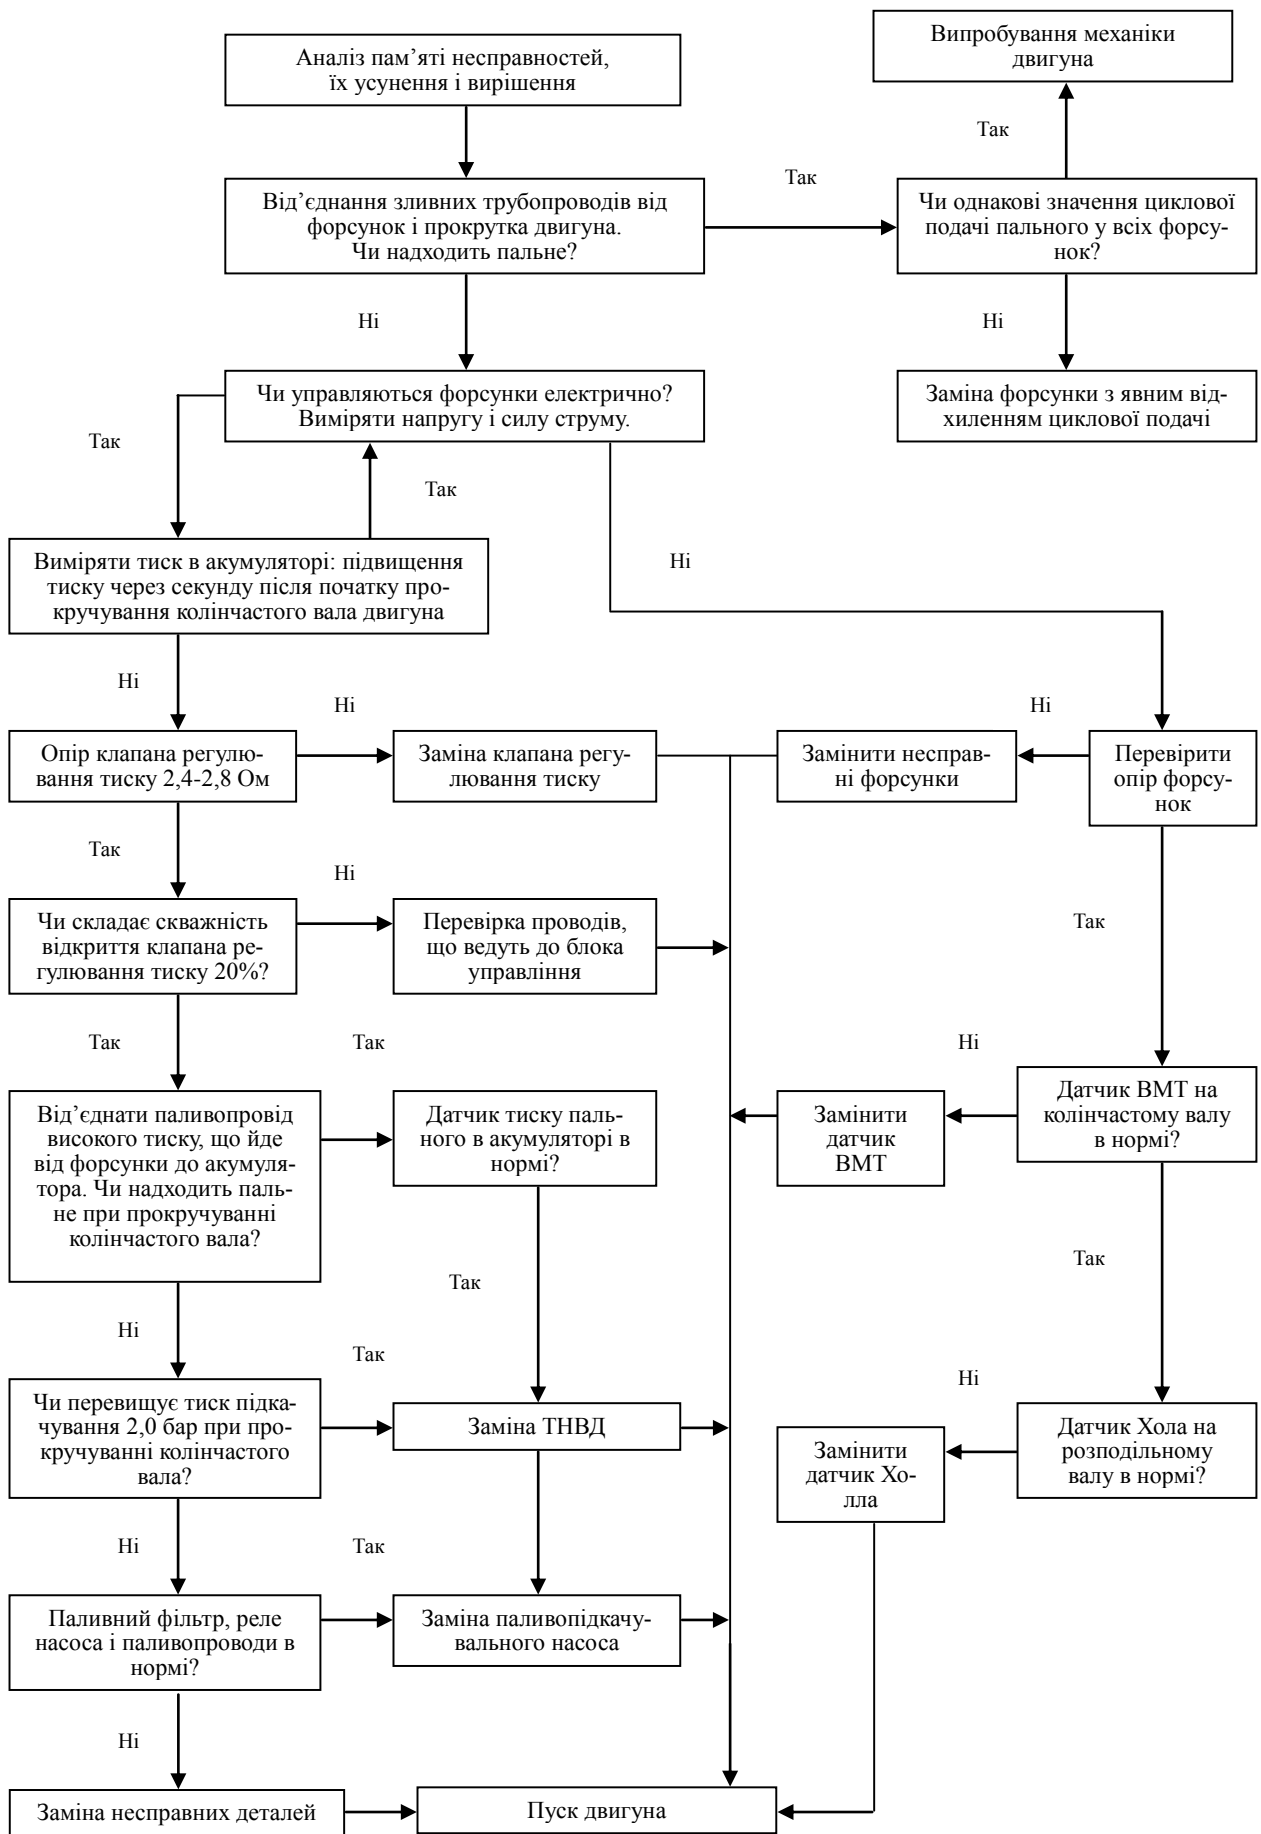 Випробування механіки
двигуна
Аналіз пам’яті несправностей,
їх усунення і вирішення
Так
Від’єднання зливних трубопроводів від
форсунок і прокрутка двигуна.
Чи надходить пальне?
Так
Чи однакові значення циклової
подачі пального у всіх форсу-
нок?
Ні
Ні
Чи управляються форсунки електрично?
Виміряти напругу і силу струму.
Заміна форсунки з явним від-
хиленням циклової подачі
Так
Так
Виміряти тиск в акумуляторі: підвищення
тиску через секунду після початку про-
кручування колінчастого вала двигуна
Ні
Ні
Ні
Ні
Опір клапана регулю-
вання тиску 2,4-2,8 Ом
Заміна клапана регу-
лювання тиску
Замінити несправ-
ні форсунки
Перевірити
опір форсу-
нок
Так
Ні
Чи складає скважність
відкриття клапана ре-
гулювання тиску 20%?
Перевірка проводів,
що ведуть до блока
управління
Так
Так
Так
Ні
Від’єднати паливопровід
високого тиску, що йде
від форсунки до акумуля-
тора. Чи надходить паль-
не при прокручуванні
колінчастого вала?
Датчик тиску паль-
ного в акумуляторі в
нормі?
Замінити
датчик
ВМТ
Датчик ВМТ на
колінчастому валу
в нормі?
Так
Так
Ні
Так
Ні
Чи перевищує тиск підка-
чування 2,0 бар при про-
кручуванні колінчастого
вала?
Заміна ТНВД
Замінити
датчик Хо-
лла
Датчик Хола на
розподільному
валу в нормі?
Ні
Так
Паливний фільтр, реле
насоса і паливопроводи в
нормі?
Заміна паливопідкачу-
вального насоса
Ні
Заміна несправних деталей
Пуск двигуна